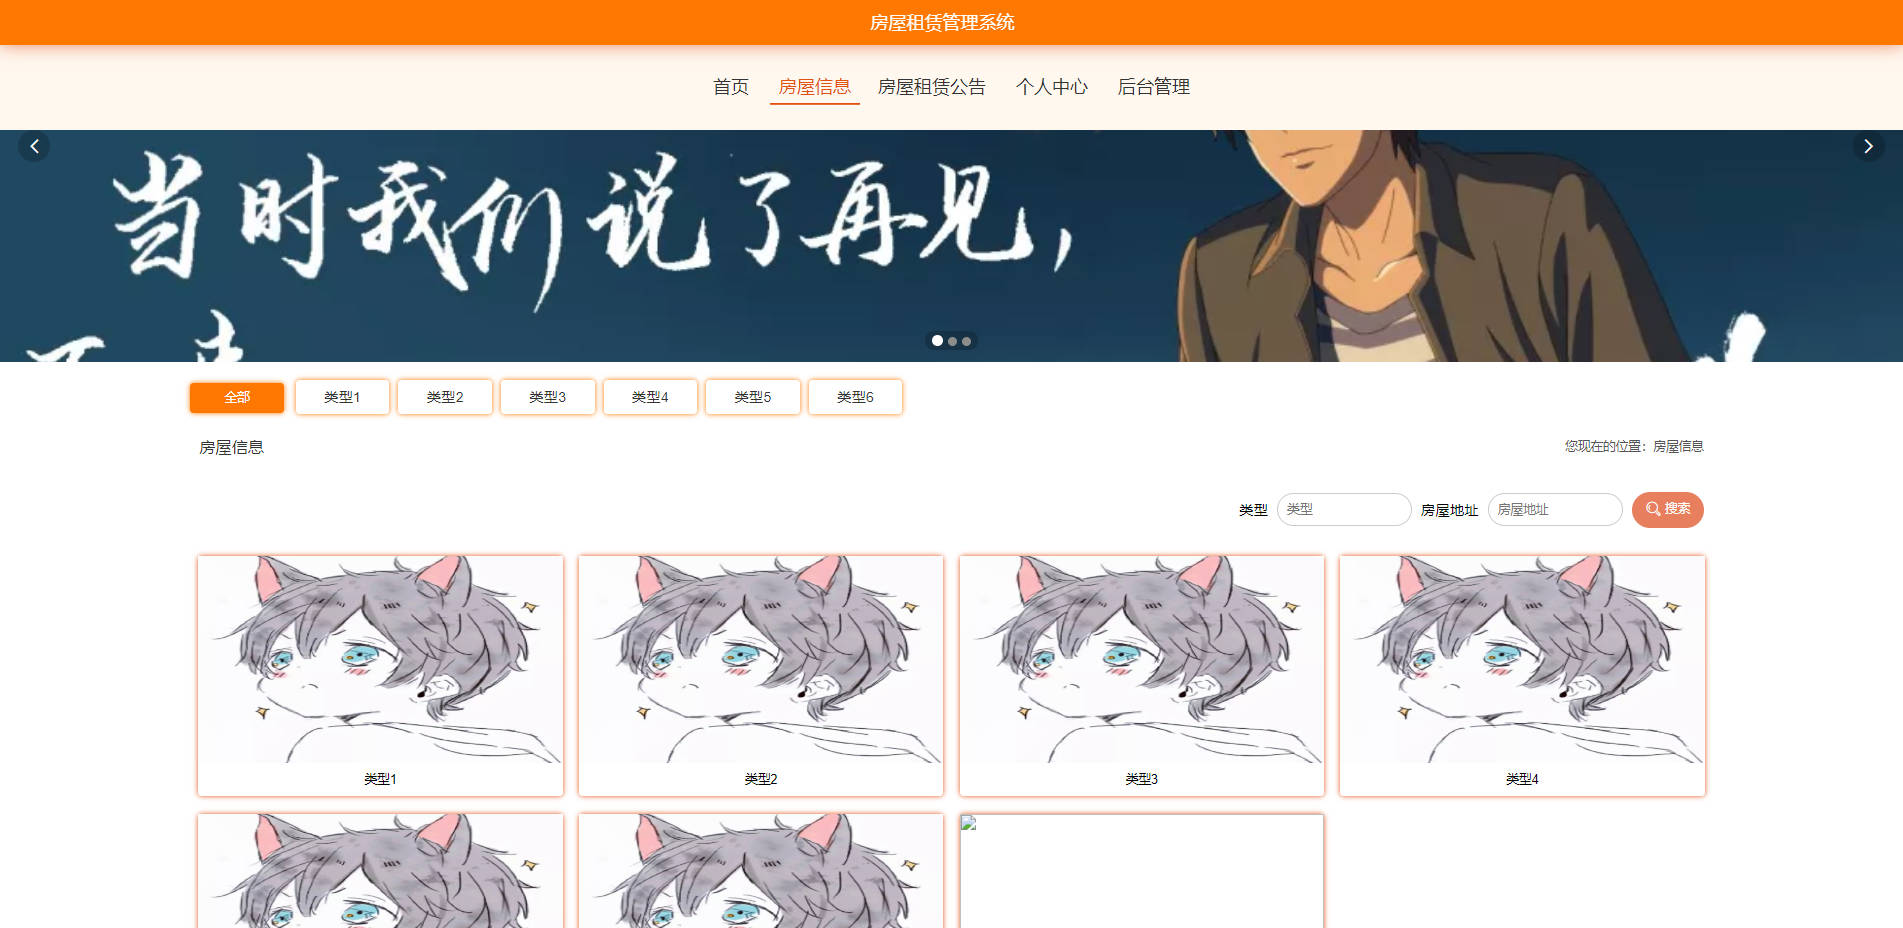 房屋租赁管理系统
首页 房屋信息 房屋租赁公告 个人中心 后台管理
当时我们说了再见，
全部 类型1 类型2 类型3 类型4 类型5 类型6
房屋信息 您现在的位置：房屋信息
类型 类型 房屋地址 房屋地址 搜索
类型1 类型2 类型3 类型4